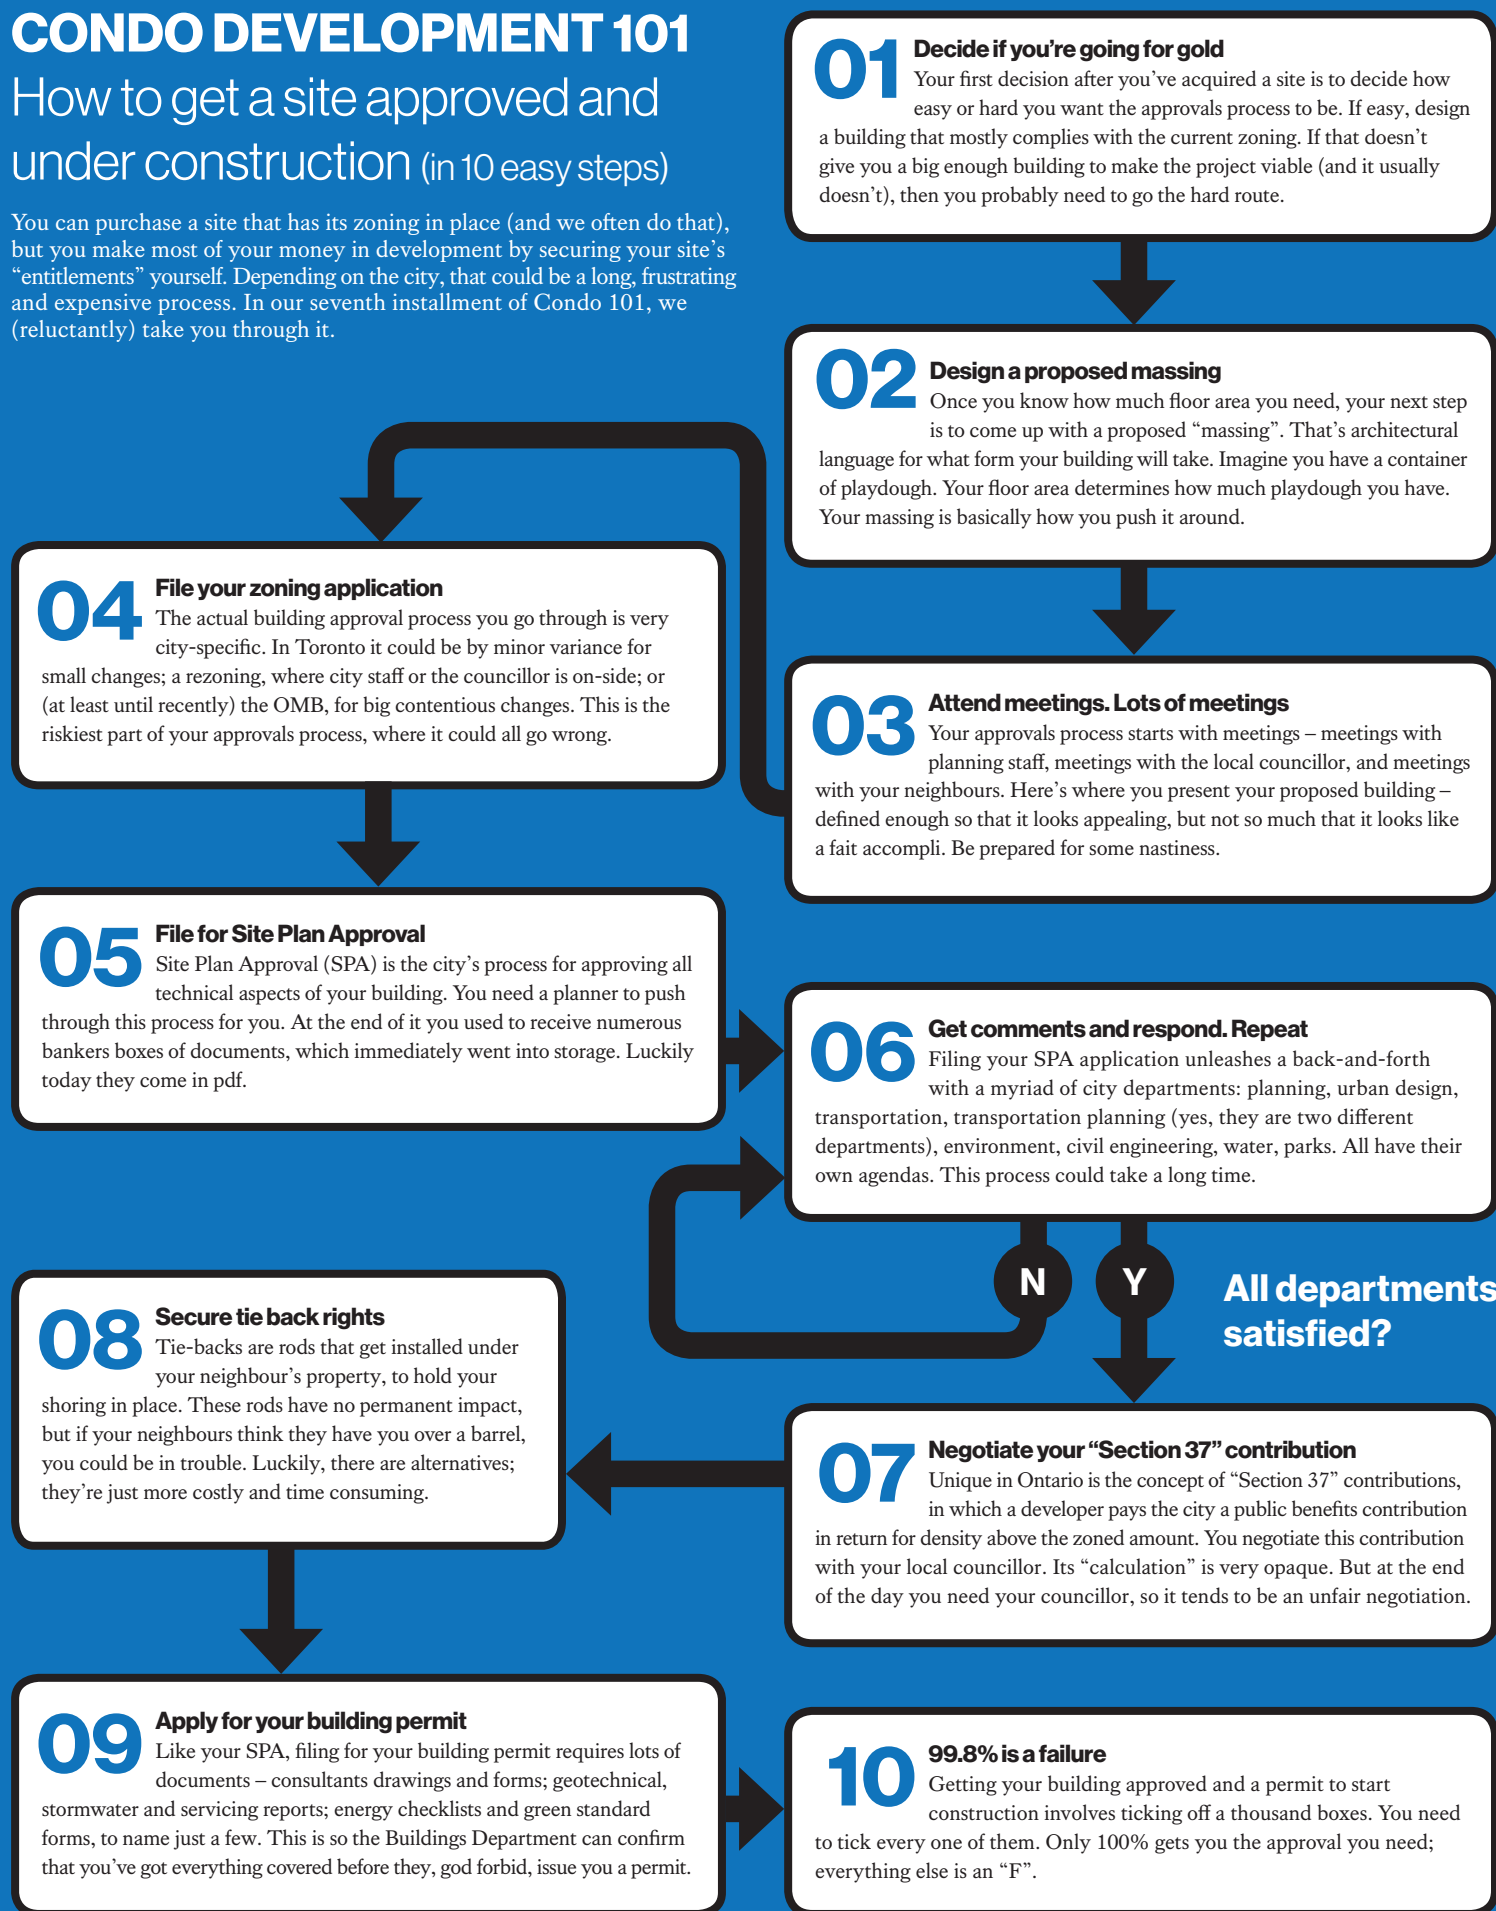 CONDO DEVELOPMENT 101
How to get a site approved and
under construction (in 10 easy steps)
You can purchase a site that has its zoning in place (and we often do that),
but you make most of your money in development by securing your site’s
“entitlements” yourself. Depending on the city, that could be a long, frustrating
and expensive process. In our seventh installment of Condo 101, we
(reluctantly) take you through it.
01
Decide if you’re going for gold
Your first decision after you’ve acquired a site is to decide how
easy or hard you want the approvals process to be. If easy, design
a building that mostly complies with the current zoning. If that doesn’t
give you a big enough building to make the project viable (and it usually
doesn’t), then you probably need to go the hard route.
02
Design a proposed massing
Once you know how much floor area you need, your next step
is to come up with a proposed “massing”. That’s architectural
language for what form your building will take. Imagine you have a container
of playdough. Your floor area determines how much playdough you have.
Your massing is basically how you push it around.
03
Attend meetings. Lots of meetings
Your approvals process starts with meetings – meetings with
planning staff, meetings with the local councillor, and meetings
with your neighbours. Here’s where you present your proposed building –
defined enough so that it looks appealing, but not so much that it looks like
a fait accompli. Be prepared for some nastiness.
04
File your zoning application
The actual building approval process you go through is very
city-specific. In Toronto it could be by minor variance for
small changes; a rezoning, where city staff or the councillor is on-side; or
(at least until recently) the OMB, for big contentious changes. This is the
riskiest part of your approvals process, where it could all go wrong.
05
File for Site Plan Approval
Site Plan Approval (SPA) is the city’s process for approving all
technical aspects of your building. You need a planner to push
through this process for you. At the end of it you used to receive numerous
bankers boxes of documents, which immediately went into storage. Luckily
today they come in pdf.
06
Get comments and respond. Repeat
Filing your SPA application unleashes a back-and-forth
with a myriad of city departments: planning, urban design,
transportation, transportation planning (yes, they are two different
departments), environment, civil engineering, water, parks. All have their
own agendas. This process could take a long time.
N
Y
All departments
satisfied?
07
Negotiate your “Section 37” contribution
Unique in Ontario is the concept of “Section 37” contributions,
in which a developer pays the city a public benefits contribution
in return for density above the zoned amount. You negotiate this contribution
with your local councillor. Its “calculation” is very opaque. But at the end
of the day you need your councillor, so it tends to be an unfair negotiation.
08
Secure tie back rights
Tie-backs are rods that get installed under
your neighbour’s property, to hold your
shoring in place. These rods have no permanent impact,
but if your neighbours think they have you over a barrel,
you could be in trouble. Luckily, there are alternatives;
they’re just more costly and time consuming.
09
Apply for your building permit
Like your SPA, filing for your building permit requires lots of
documents – consultants drawings and forms; geotechnical,
stormwater and servicing reports; energy checklists and green standard
forms, to name just a few. This is so the Buildings Department can confirm
that you’ve got everything covered before they, god forbid, issue you a permit.
10
99.8% is a failure
Getting your building approved and a permit to start
construction involves ticking off a thousand boxes. You need
to tick every one of them. Only 100% gets you the approval you need;
everything else is an “F”.